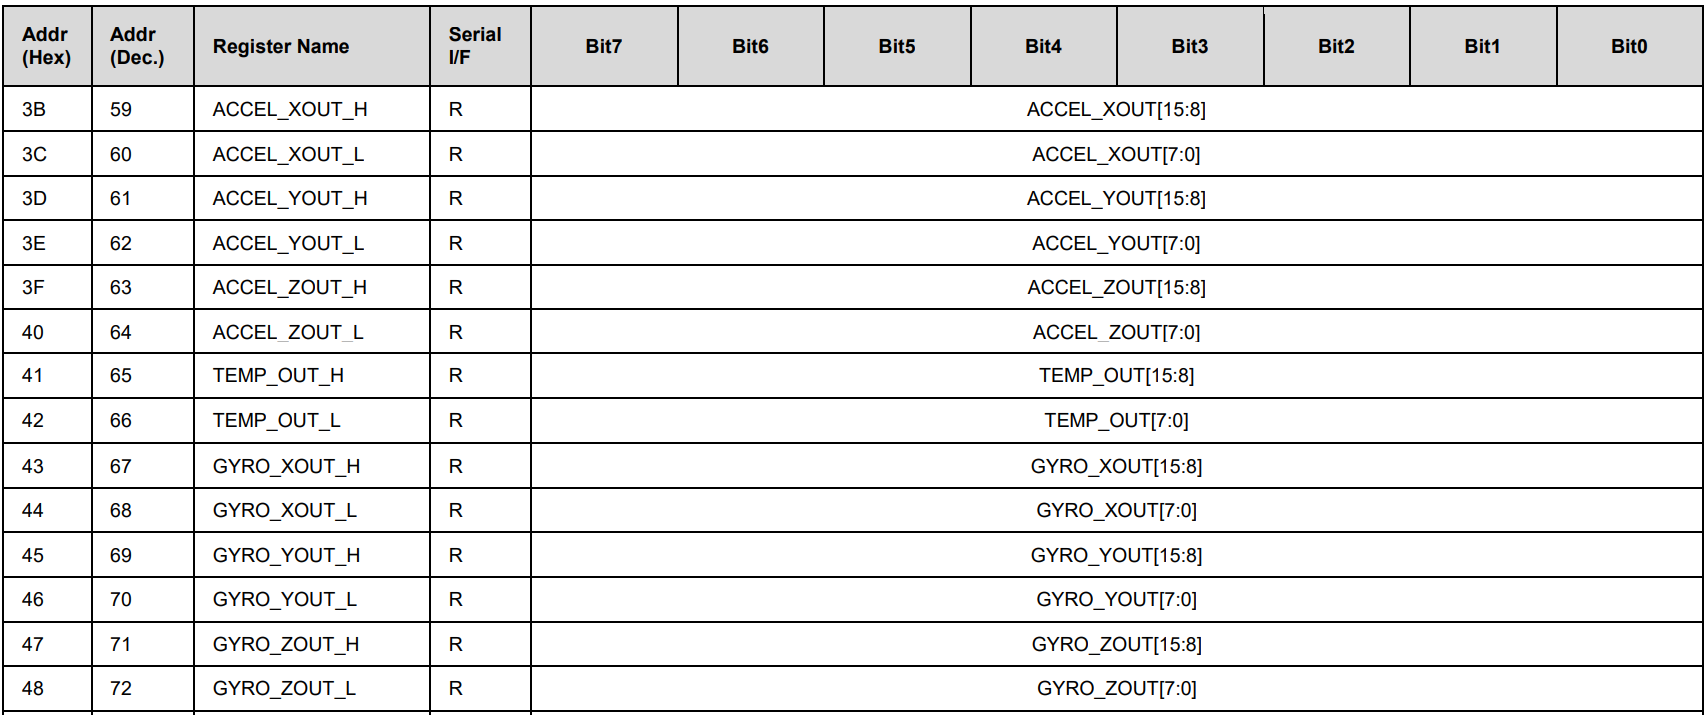 Addr (Hex) Addr (Dec.) Register Name Serial I/F Bit7 Bit6 Bit5 Bit4 Bit3 Bit2 Bit1 Bit0
3B 59 ACCEL_XOUT_H R ACCEL_XOUT[15:8]
3C 60 ACCEL_XOUT_L R ACCEL_XOUT[7:0]
3D 61 ACCEL_YOUT_H R ACCEL_YOUT[15:8]
3E 62 ACCEL_YOUT_L R ACCEL_YOUT[7:0]
3F 63 ACCEL_ZOUT_H R ACCEL_ZOUT[15:8]
40 64 ACCEL_ZOUT_L R ACCEL_ZOUT[7:0]
41 65 TEMP_OUT_H R TEMP_OUT[15:8]
42 66 TEMP_OUT_L R TEMP_OUT[7:0]
43 67 GYRO_XOUT_H R GYRO_XOUT[15:8]
44 68 GYRO_XOUT_L R GYRO_XOUT[7:0]
45 69 GYRO_YOUT_H R GYRO_YOUT[15:8]
46 70 GYRO_YOUT_L R GYRO_YOUT[7:0]
47 71 GYRO_ZOUT_H R GYRO_ZOUT[15:8]
48 72 GYRO_ZOUT_L R GYRO_ZOUT[7:0]